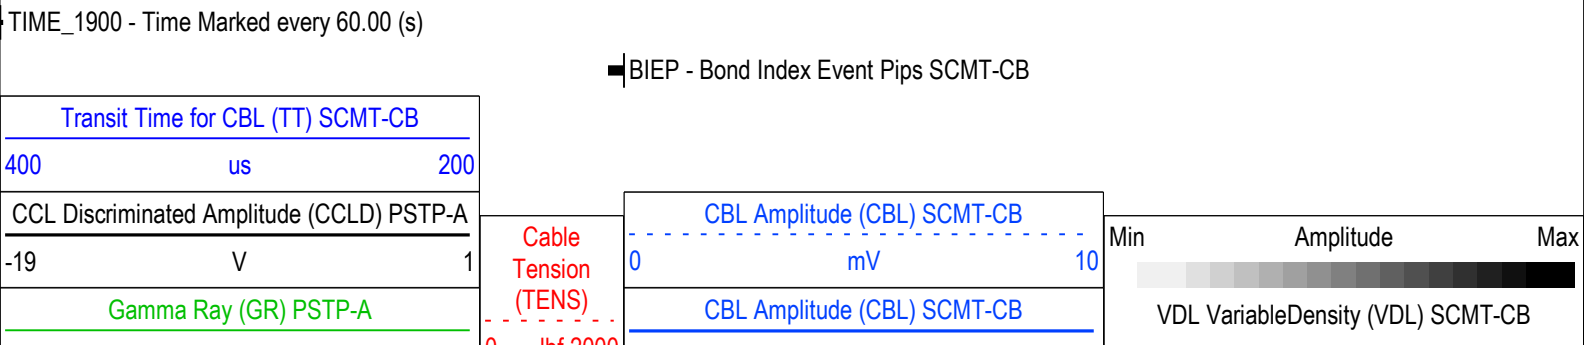 TIME_1900 - Time Marked every 60.00 (s)
BIEP - Bond Index Event Pips SCMT-CB
Transit Time for CBL (TT) SCMT-CB
400 us 200
CCL Discriminated Amplitude (CCLD) PSTP-A
-19 V 1
Gamma Ray (GR) PSTP-A
Cable
Tension
(TENS)
0 lbf 2000
CBL Amplitude (CBL) SCMT-CB
0 mV 10
CBL Amplitude (CBL) SCMT-CB
Min Amplitude Max
VDL VariableDensity (VDL) SCMT-CB